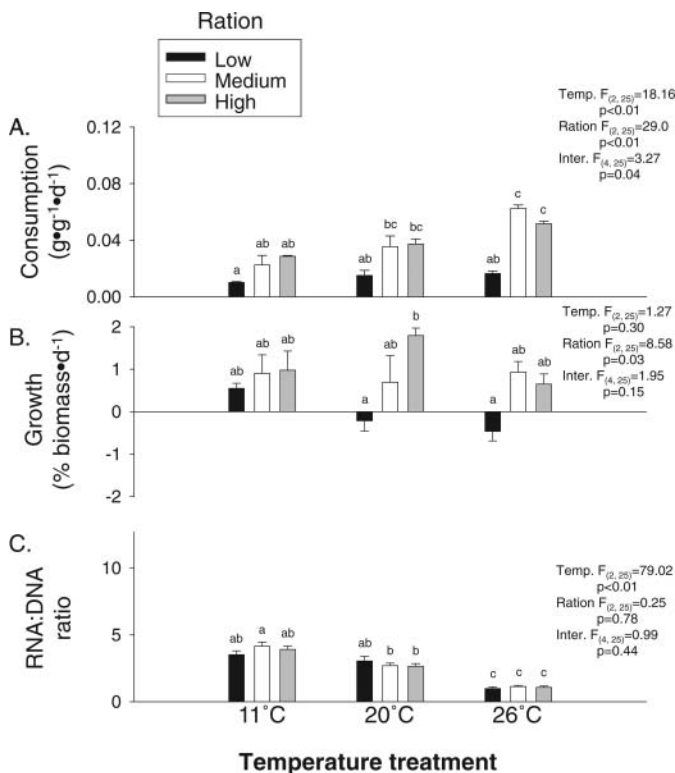 Ration
Low
Medium
High
A.
Temp. F(2, 25)=18.16
p<0.01
Ration F(2, 25)=29.0
p<0.01
Inter. F(4, 25)=3.27
p=0.04
Consumption
(g•g-1•d-1)
0.12
0.08
0.04
0.00
a ab ab ab bc bc ab c c
B.
Temp. F(2, 25)=1.27
p=0.30
Ration F(2, 25)=8.58
p=0.03
Inter. F(4, 25)=1.95
p=0.15
Growth
(% biomass•d-1)
2
1
0
-1
-2
ab ab ab a ab b a ab ab
C.
Temp. F(2, 25)=79.02
p<0.01
Ration F(2, 25)=0.25
p=0.78
Inter. F(4, 25)=0.99
p=0.44
RNA:DNA
ratio
10
5
0
ab a ab ab b b c c c
11˚C 20˚C 26˚C
Temperature treatment